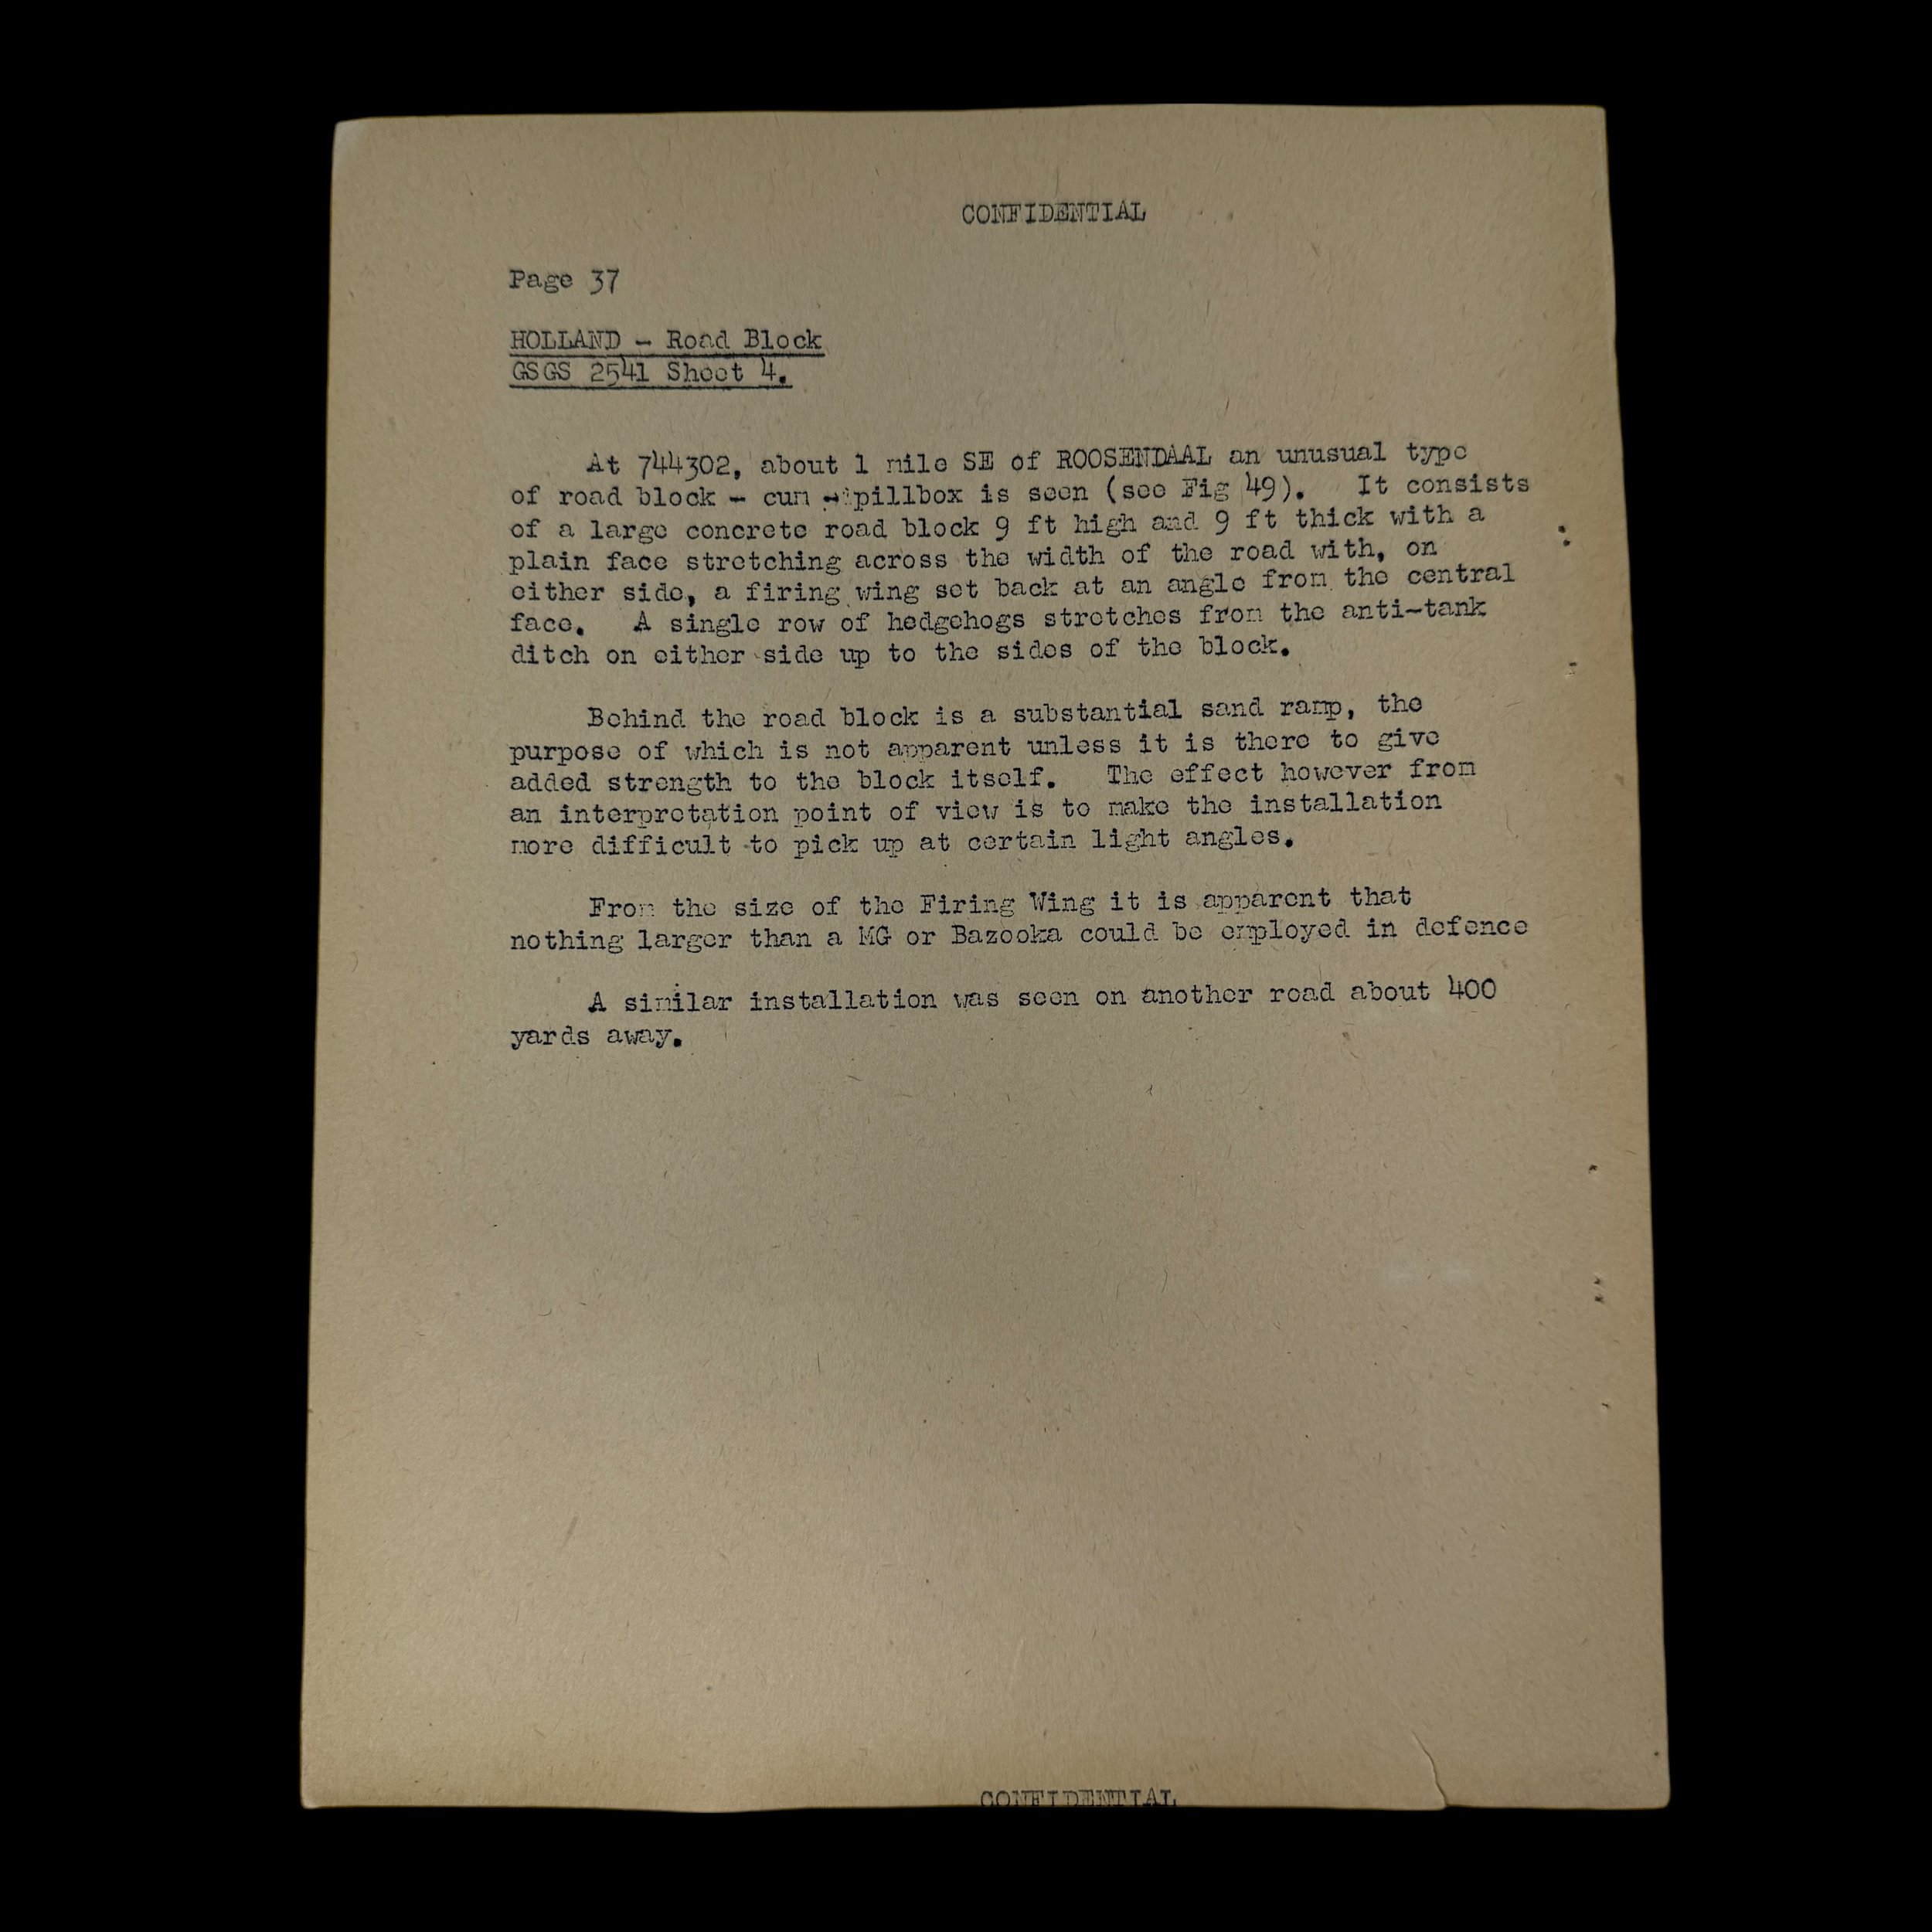 CONFIDENTIAL
Page 37
HOLLAND - Road Block
GSGS 2541 Sheet 4.
At 744302, about 1 mile SE of ROOSENDAAL an unusual type
of road block - cum - pillbox is seen (see Fig 49). It consists
of a large concrete road block 9 ft high and 9 ft thick with a
plain face stretching across the width of the road with, on
either side, a firing wing set back at an angle from the central
face. A single row of hedgehogs stretches from the anti-tank
ditch on either side up to the sides of the block.
Behind the road block is a substantial sand ramp, the
purpose of which is not apparent unless it is there to give
added strength to the block itself. The effect however from
an interpretation point of view is to make the installation
more difficult to pick up at certain light angles.
From the size of the Firing Wing it is apparent that
nothing larger than a MG or Bazooka could be employed in defence
A similar installation was seen on another road about 400
yards away.
CONFIDENTIAL